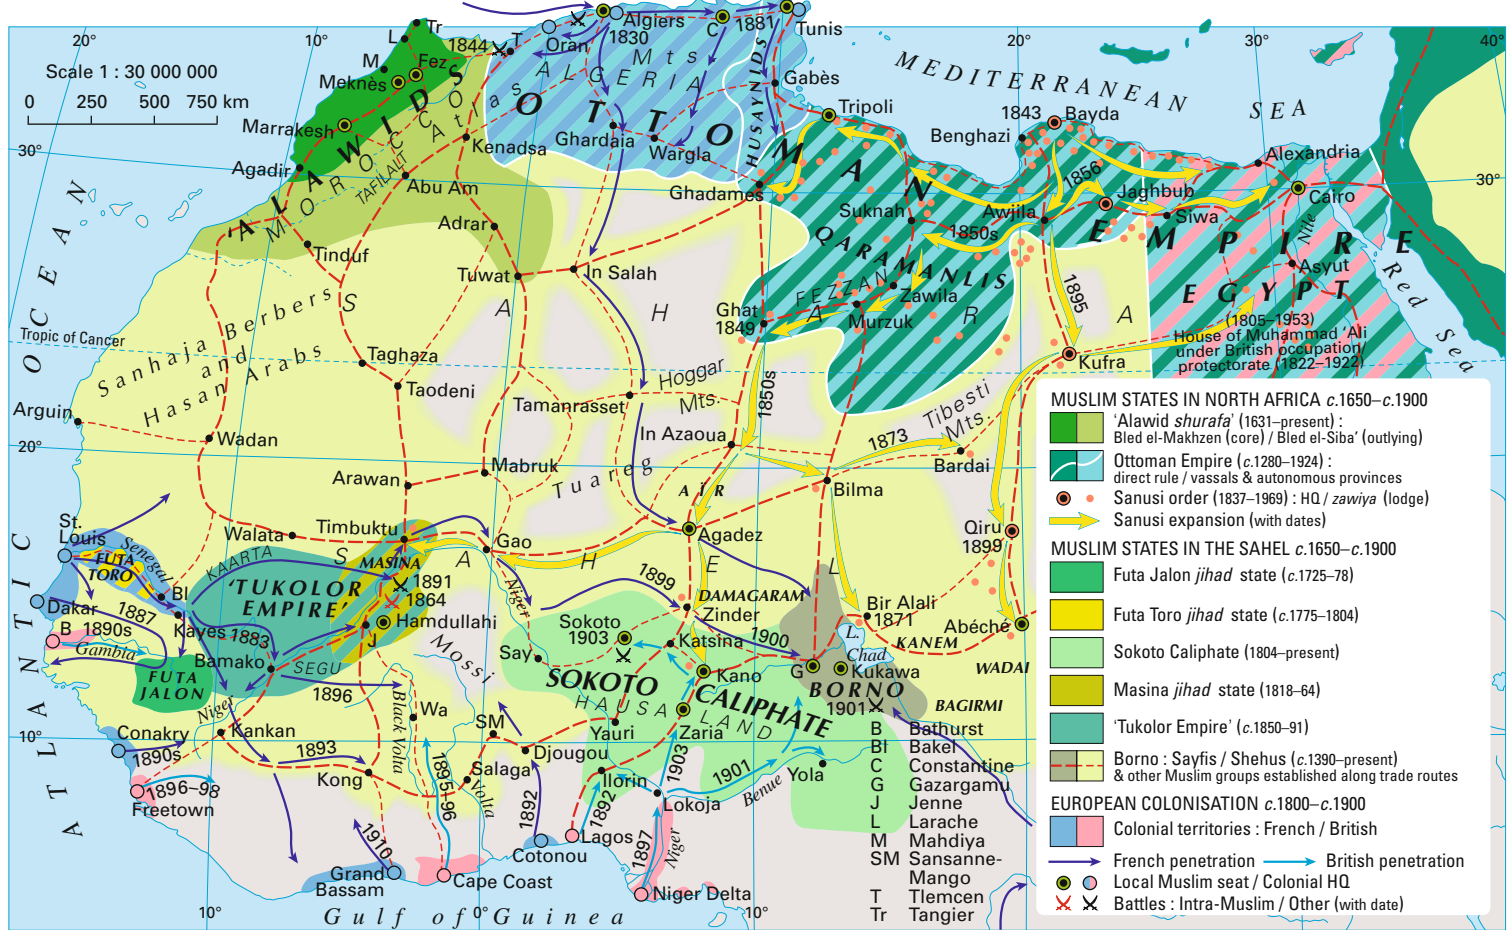 20°
10°
20°
30°
40°
Scale 1 : 30 000 000
0 250 500 750 km
Tr
L
M
Fez
Meknès
1844
T
Oran
Algiers
1830
C
1881
Tunis
Mts
ALGERIA
Atlas
HUSAYNIDS
Gabès
MEDITERRANEAN SEA
Marrakesh
Agadir
30°
'ALAWIDS
MOROCCO
TAFILALT
Kenadsa
Abu Am
Adrar
Ghardaia
Wargla
Ghadames
Tripoli
OTTOMAN EMPIRE
1843
Bayda
Benghazi
1856
Jaghbub
Alexandria
Cairo
Siwa
30°
Nile
Asyut
Red Sea
EGYPT
(1805–1953)
House of Muhammad 'Ali
under British occupation/
protectorate (1822–1922)
Suknah
Awjila
1850s
QARAMANLIS
FEZZAN
Zawila
Murzuk
Ghat
1849
1895
Kufra
Tinduf
Tuwat
In Salah
SAHARA
Sanhaja Berbers
and
Hasan Arabs
Tropic of Cancer
ATLANTIC OCEAN
Taghaza
Taodeni
Arguin
Wadan
20°
Tamanrasset
Hoggar
Mts.
1850s
In Azaoua
Tibesti
Mts.
1873
Bardai
Mabruk
Arawan
Tuareg
AÏR
Bilma
Agadez
Qiru
1899
St.
Louis
Senegal
FUTA
TORO
Walata
KAARTA
Timbuktu
MASINA
Gao
SAHEL
'TUKOLOR
EMPIRE'
1891
1864
Hamdullahi
J
Niger
1899
DAMAGARAM
Zinder
Bir Alali
1871
KANEM
Abéché
WADAI
Dakar
BI
1887
Kayes
1883
B
1890s
Gambia
Bamako
SEGU
FUTA
JALON
1896
Mossi
Say
Sokoto
1903
Katsina
Kano
1900
L.
Chad
G
Kukawa
BORNO
1901
BAGIRMI
SOKOTO CALIPHATE
HAUSALAND
Niger
Conakry
1890s
10°
Kankan
1893
Kong
Wa
Black Volta
SM
Djougou
Salaga
Volta
Yauri
Zaria
1903
1901
Yola
Benue
Ilorin
1892
Lokoja
1896–98
Freetown
1910
Grand
Bassam
1895–96
Cape Coast
1892
Cotonou
Lagos
1897
Niger
Niger Delta
10°
0°
10°
Gulf of Guinea
B Bathurst
BI Bakel
C Constantine
G Gazargamu
J Jenne
L Larache
M Mahdiya
SM Sansanne-
Mango
T Tlemcen
Tr Tangier
MUSLIM STATES IN NORTH AFRICA c.1650–c.1900
'Alawid shurafa' (1631–present) :
Bled el-Makhzen (core) / Bled el-Siba' (outlying)
Ottoman Empire (c.1280–1924) :
direct rule / vassals & autonomous provinces
Sanusi order (1837–1969) : HQ / zawiya (lodge)
Sanusi expansion (with dates)
MUSLIM STATES IN THE SAHEL c.1650–c.1900
Futa Jalon jihad state (c.1725–78)
Futa Toro jihad state (c.1775–1804)
Sokoto Caliphate (1804–present)
Masina jihad state (1818–64)
'Tukolor Empire' (c.1850–91)
Borno : Sayfis / Shehus (c.1390–present)
& other Muslim groups established along trade routes
EUROPEAN COLONISATION c.1800–c.1900
Colonial territories : French / British
French penetration
British penetration
Local Muslim seat / Colonial HQ
Battles : Intra-Muslim / Other (with date)